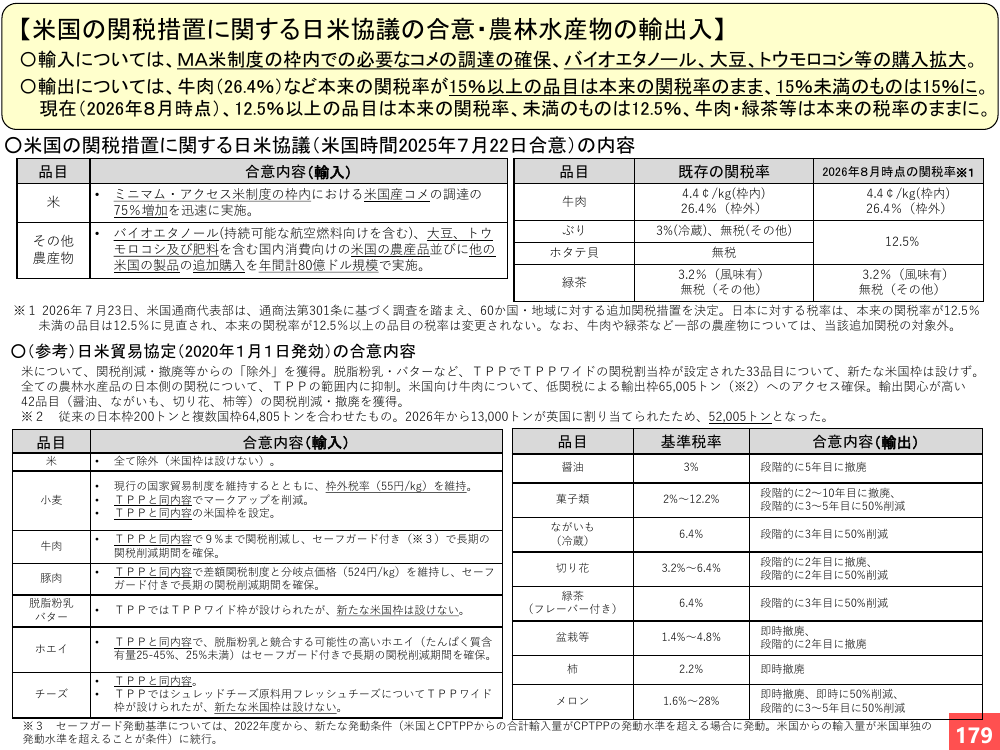 【米国の関税措置に関する日米協議の合意・農林水産物の輸出入】
○輸入については、MA米制度の枠内での必要なコメの調達の確保、バイオエタノール、大豆、トウモロコシ等の購入拡大。
○輸出については、牛肉(26.4%)など本来の関税率が15%以上の品目は本来の関税率のまま、15%未満のものは15%に。
現在(2026年8月時点)、12.5%以上の品目は本来の関税率、未満のものは12.5%、牛肉・緑茶等は本来の税率のままに。
○米国の関税措置に関する日米協議(米国時間2025年7月22日合意)の内容
品目 合意内容(輸入)
米
• ミニマム・アクセス米制度の枠内における米国産コメの調達の
75%増加を迅速に実施。
その他
農産物
• バイオエタノール(持続可能な航空燃料向けを含む)、大豆、トウ
モロコシ及び肥料を含む国内消費向けの米国の農産品並びに他の
米国の製品の追加購入を年間計80億ドル規模で実施。
品目 既存の関税率 2026年8月時点の関税率※1
牛肉
4.4￠/kg(枠内)
26.4%(枠外)
4.4￠/kg(枠内)
26.4%(枠外)
ぶり 3%(冷蔵)、無税(その他)
12.5%
ホタテ貝 無税
緑茶
3.2%(風味有)
無税(その他)
3.2%(風味有)
無税(その他)
※1 2026年7月23日、米国通商代表部は、通商法第301条に基づく調査を踏まえ、60か国・地域に対する追加関税措置を決定。日本に対する税率は、本来の関税率が12.5%
未満の品目は12.5%に見直され、本来の関税率が12.5%以上の品目の税率は変更されない。なお、牛肉や緑茶など一部の農産物については、当該追加関税の対象外。
○(参考)日米貿易協定(2020年1月1日発効)の合意内容
米について、関税削減・撤廃等からの「除外」を獲得。脱脂粉乳・バターなど、TPPでTPPワイドの関税割当枠が設定された33品目について、新たな米国枠は設けず。
全ての農林水産品の日本側の関税について、TPPの範囲内に抑制。米国向け牛肉について、低関税による輸出枠65,005トン(※2)へのアクセス確保。輸出関心が高い
42品目(醤油、ながいも、切り花、柿等)の関税削減・撤廃を獲得。
※2 従来の日本枠200トンと複数国枠64,805トンを合わせたもの。2026年から13,000トンが英国に割り当てられたため、52,005トンとなった。
品目 合意内容(輸入)
米 • 全て除外(米国枠は設けない)。
小麦
• 現行の国家貿易制度を維持するとともに、枠外税率(55円/kg)を維持。
• TPPと同内容でマークアップを削減。
• TPPと同内容の米国枠を設定。
牛肉
• TPPと同内容で9%まで関税削減し、セーフガード付き(※3)で長期の
関税削減期間を確保。
豚肉
• TPPと同内容で差額関税制度と分岐点価格(524円/kg)を維持し、セーフ
ガード付きで長期の関税削減期間を確保。
脱脂粉乳
バター
• TPPではTPPワイド枠が設けられたが、新たな米国枠は設けない。
ホエイ
• TPPと同内容で、脱脂粉乳と競合する可能性の高いホエイ(たんぱく質含
有量25-45%、25%未満)はセーフガード付きで長期の関税削減期間を確保。
チーズ
• TPPと同内容。
• TPPではシュレッドチーズ原料用フレッシュチーズについてTPPワイド
枠が設けられたが、新たな米国枠は設けない。
品目 基準税率 合意内容(輸出)
醤油 3% 段階的に5年目に撤廃
菓子類 2%〜12.2%
段階的に2〜10年目に撤廃、
段階的に3〜5年目に50%削減
ながいも
(冷蔵)
6.4% 段階的に3年目に50%削減
切り花 3.2%〜6.4%
段階的に2年目に撤廃、
段階的に2年目に50%削減
緑茶
(フレーバー付き)
6.4% 段階的に3年目に50%削減
盆栽等 1.4%〜4.8%
即時撤廃、
段階的に2年目に撤廃
柿 2.2% 即時撤廃
メロン 1.6%〜28%
即時撤廃、即時に50%削減、
段階的に3〜5年目に50%削減
※3 セーフガード発動基準については、2022年度から、新たな発動条件(米国とCPTPPからの合計輸入量がCPTPPの発動水準を超える場合に発動。米国からの輸入量が米国単独の
発動水準を超えることが条件)に続行。
179